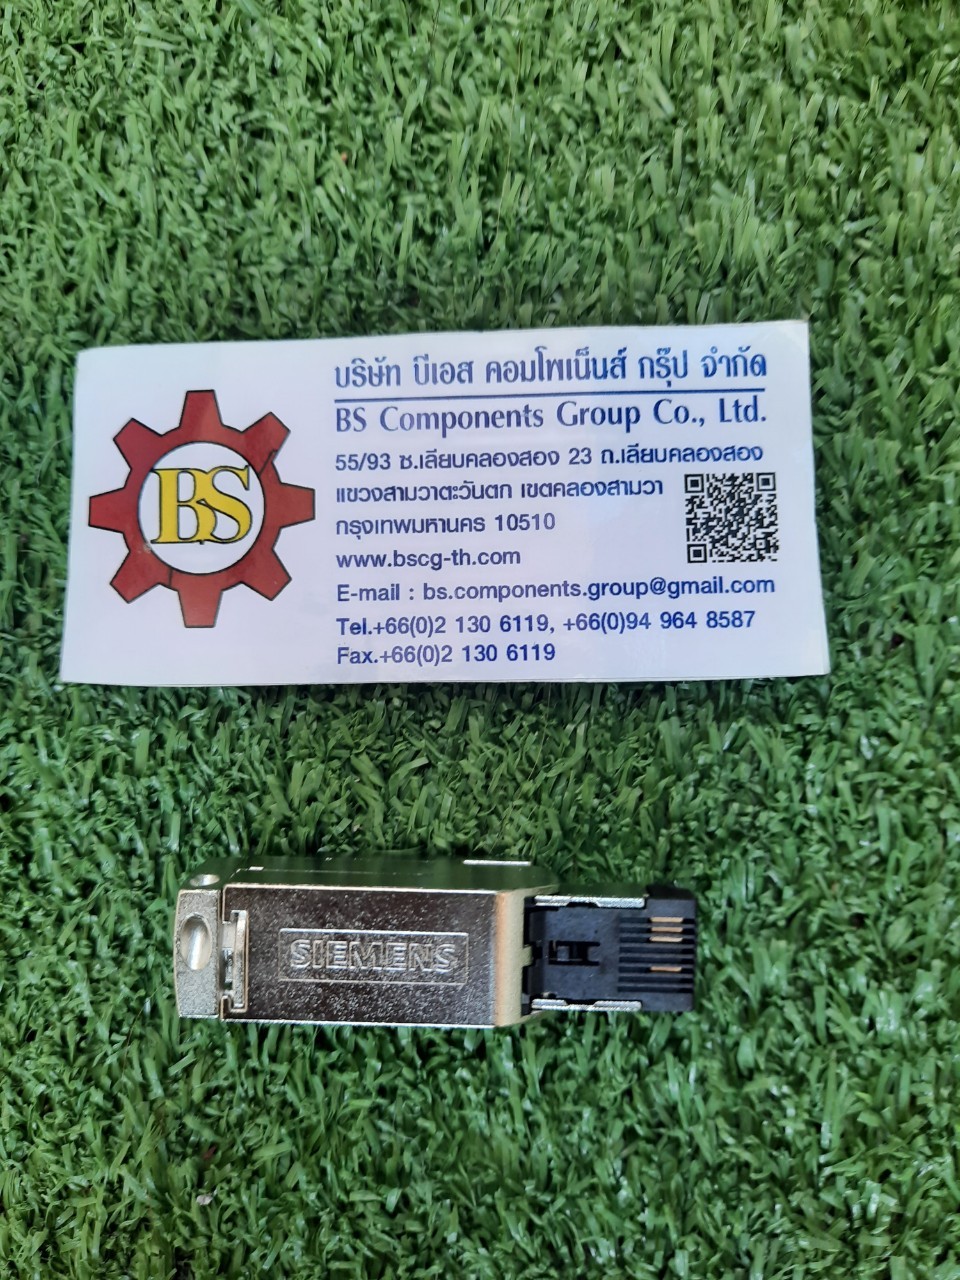 BS
บริษัท บีเอส คอมโพเน็นส์ กรุ๊ป จำกัด
BS Components Group Co., Ltd.
55/93 ซ.เลียบคลองสอง 23 ถ.เลียบคลองสอง
แขวงสามวาตะวันตก เขตคลองสามวา
กรุงเทพมหานคร 10510
www.bscg-th.com
E-mail : bs.components.group@gmail.com
Tel.+66(0)2 130 6119, +66(0)94 964 8587
Fax.+66(0)2 130 6119
SIEMENS